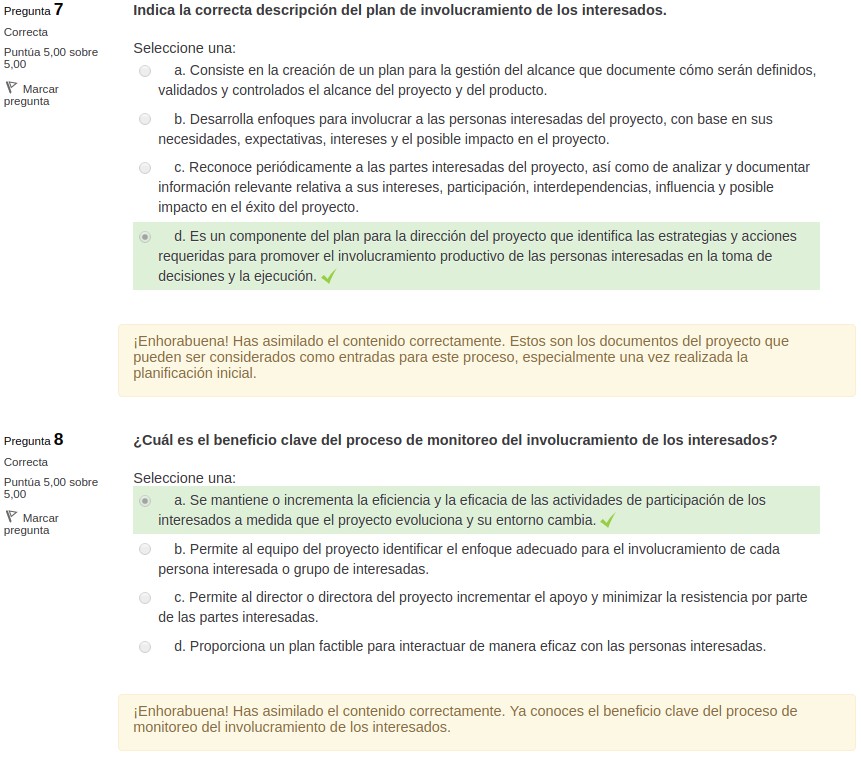 Pregunta 7
Correcta
Puntúa 5,00 sobre
5,00
Marcar
pregunta
Indica la correcta descripción del plan de involucramiento de los interesados.
Seleccione una:
a. Consiste en la creación de un plan para la gestión del alcance que documente cómo serán definidos,
validados y controlados el alcance del proyecto y del producto.
b. Desarrolla enfoques para involucrar a las personas interesadas del proyecto, con base en sus
necesidades, expectativas, intereses y el posible impacto en el proyecto.
c. Reconoce periódicamente a las partes interesadas del proyecto, así como de analizar y documentar
información relevante relativa a sus intereses, participación, interdependencias, influencia y posible
impacto en el éxito del proyecto.
d. Es un componente del plan para la dirección del proyecto que identifica las estrategias y acciones
requeridas para promover el involucramiento productivo de las personas interesadas en la toma de
decisiones y la ejecución.
¡Enhorabuena! Has asimilado el contenido correctamente. Estos son los documentos del proyecto que
pueden ser considerados como entradas para este proceso, especialmente una vez realizada la
planificación inicial.
Pregunta 8
Correcta
Puntúa 5,00 sobre
5,00
Marcar
pregunta
¿Cuál es el beneficio clave del proceso de monitoreo del involucramiento de los interesados?
Seleccione una:
a. Se mantiene o incrementa la eficiencia y la eficacia de las actividades de participación de los
interesados a medida que el proyecto evoluciona y su entorno cambia.
b. Permite al equipo del proyecto identificar el enfoque adecuado para el involucramiento de cada
persona interesada o grupo de interesadas.
c. Permite al director o directora del proyecto incrementar el apoyo y minimizar la resistencia por parte
de las partes interesadas.
d. Proporciona un plan factible para interactuar de manera eficaz con las personas interesadas.
¡Enhorabuena! Has asimilado el contenido correctamente. Ya conoces el beneficio clave del proceso de
monitoreo del involucramiento de los interesados.